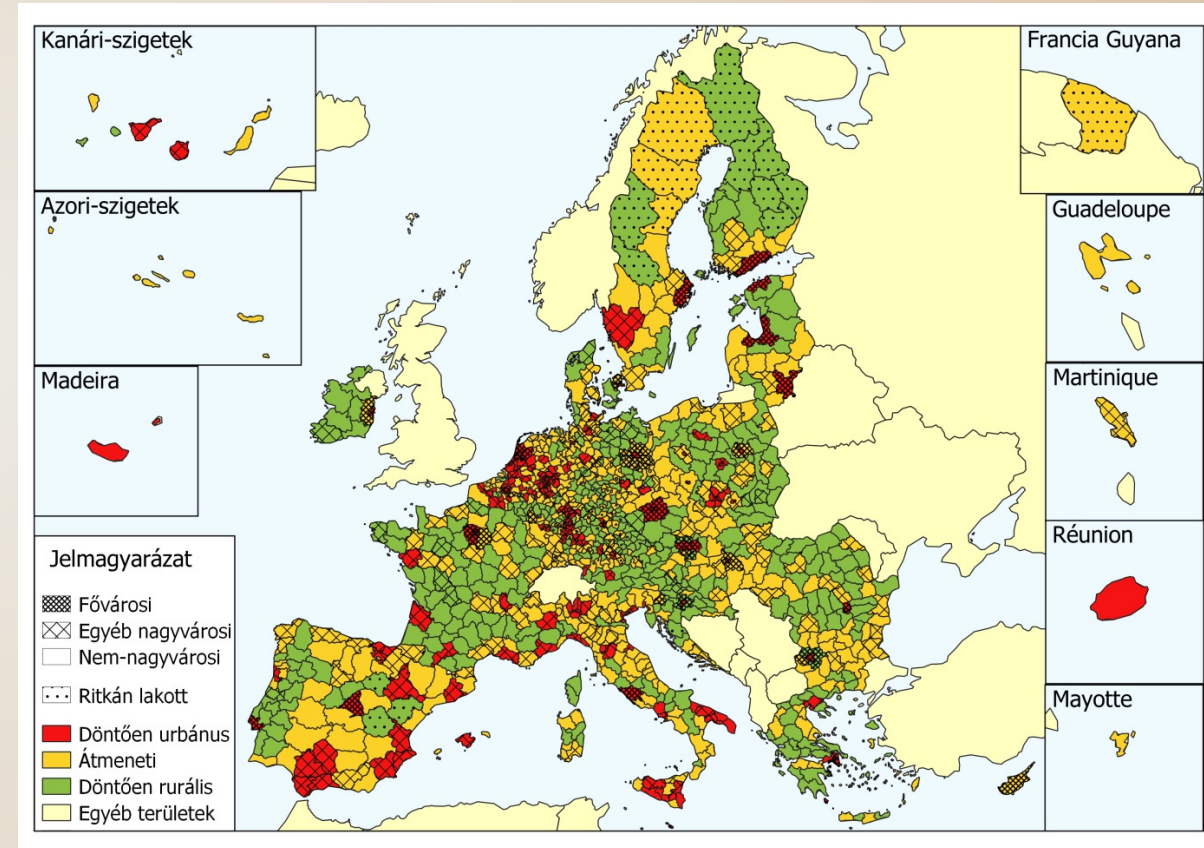 Kanári-szigetek
Francia Guyana
Azori-szigetek
Guadeloupe
Madeira
Martinique
Réunion
Mayotte
Jelmagyarázat
Fővárosi
Egyéb nagyvárosi
Nem-nagyvárosi
Ritkán lakott
Döntően urbánus
Átmeneti
Döntően rurális
Egyéb területek